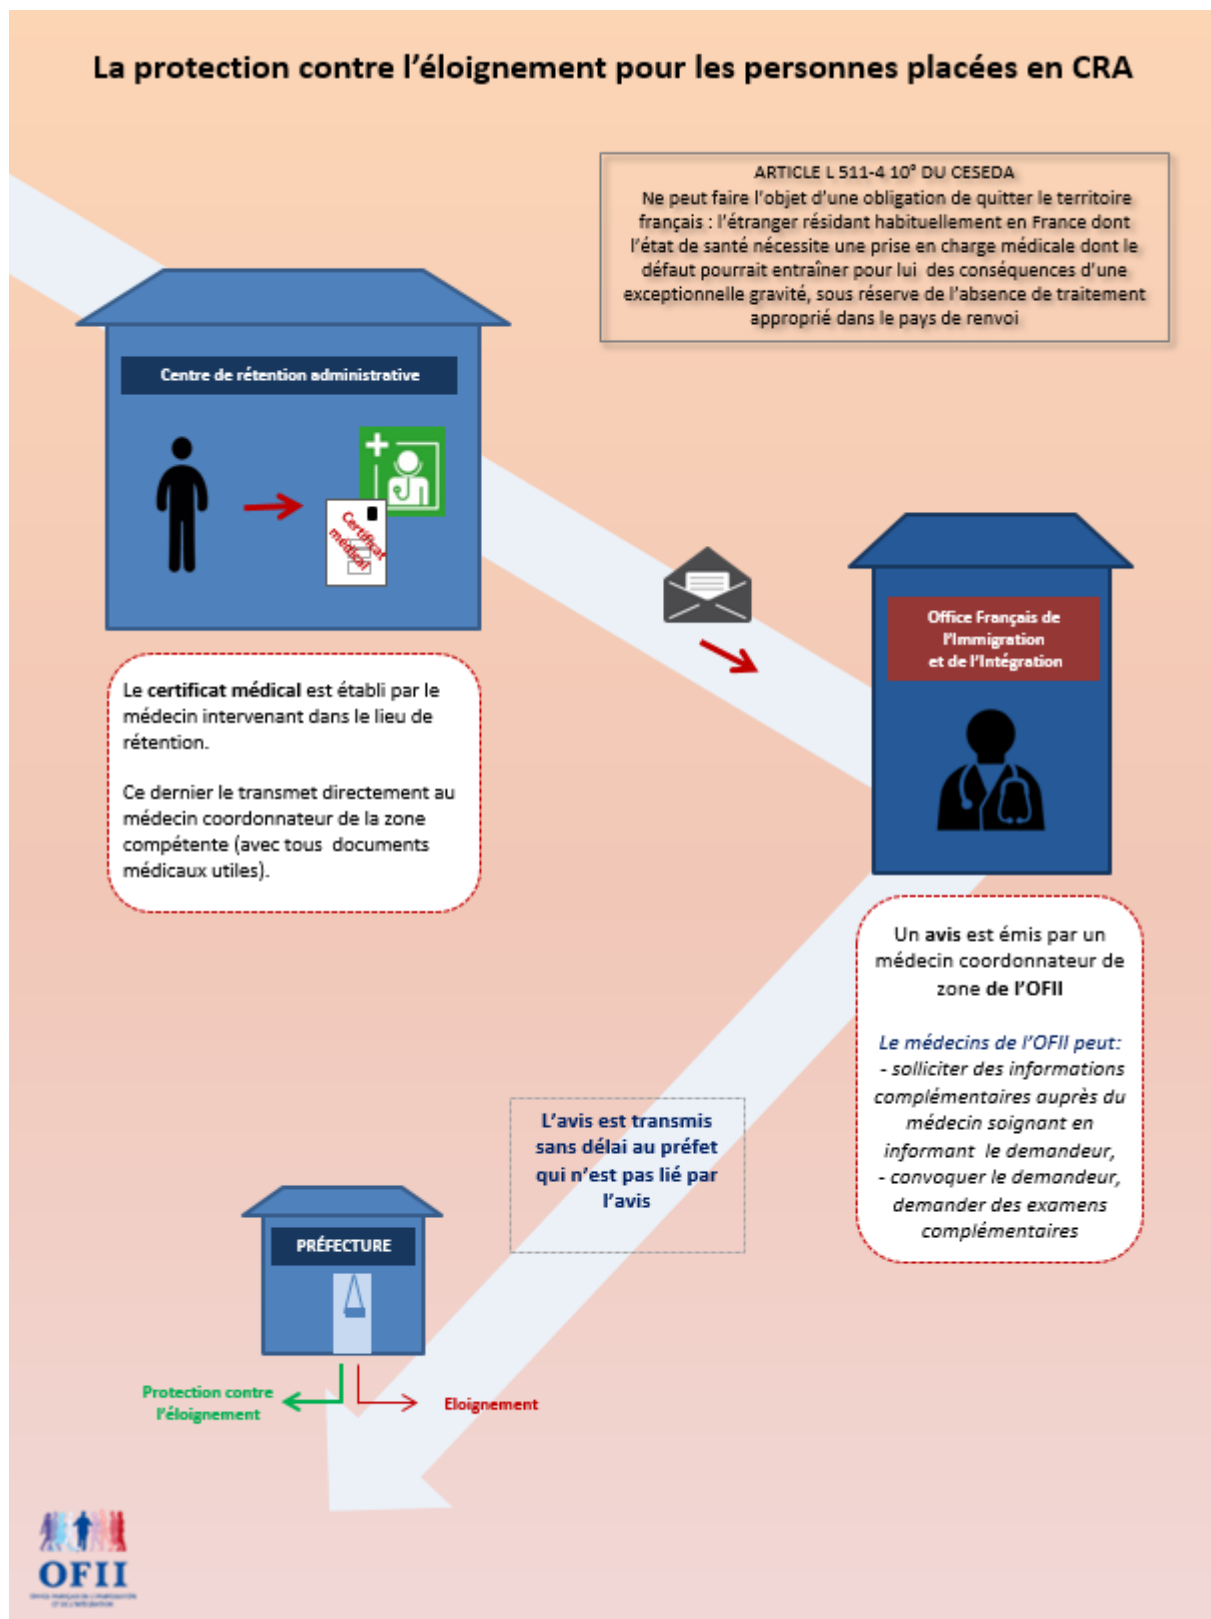 La protection contre l'éloignement pour les personnes placées en CRA
ARTICLE L 511-4 10° DU CESEDA
Ne peut faire l'objet d'une obligation de quitter le territoire
français : l'étranger résidant habituellement en France dont
l'état de santé nécessite une prise en charge médicale dont le
défaut pourrait entraîner pour lui des conséquences d'une
exceptionnelle gravité, sous réserve de l'absence de traitement
approprié dans le pays de renvoi
Centre de rétention administrative
Certificat
médical
Office Français de
l'Immigration
et de l'Intégration
Le certificat médical est établi par le
médecin intervenant dans le lieu de
rétention.
Ce dernier le transmet directement au
médecin coordonnateur de la zone
compétente (avec tous documents
médicaux utiles).
Un avis est émis par un
médecin coordonnateur de
zone de l'OFII
Le médecins de l'OFII peut:
- solliciter des informations
complémentaires auprès du
médecin soignant en
informant le demandeur,
- convoquer le demandeur,
demander des examens
complémentaires
L'avis est transmis
sans délai au préfet
qui n'est pas lié par
l'avis
PRÉFECTURE
Protection contre
l'éloignement
Eloignement
OFII
OFFICE FRANÇAIS DE L'IMMIGRATION
ET DE L'INTÉGRATION